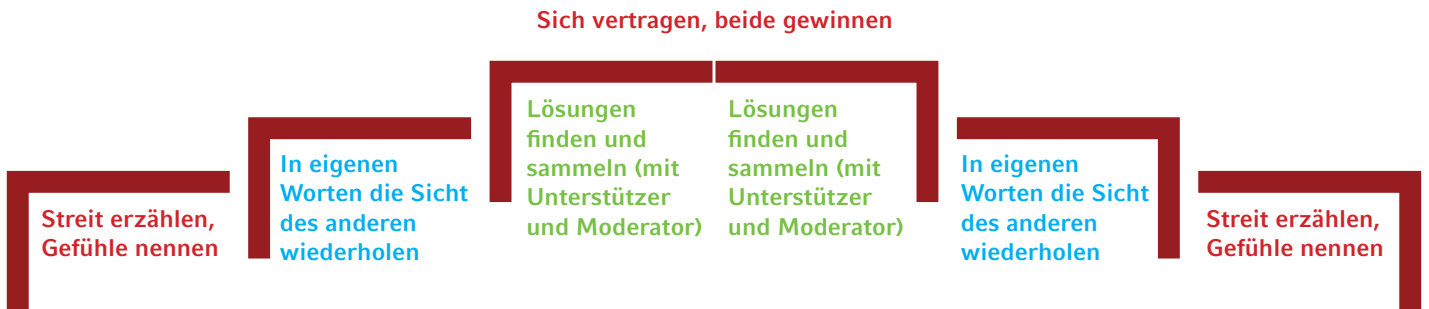 Sich vertragen, beide gewinnen
Streit erzählen,
Gefühle nennen
In eigenen
Worten die Sicht
des anderen
wiederholen
Lösungen
finden und
sammeln (mit
Unterstützer
und Moderator)
Lösungen
finden und
sammeln (mit
Unterstützer
und Moderator)
In eigenen
Worten die Sicht
des anderen
wiederholen
Streit erzählen,
Gefühle nennen